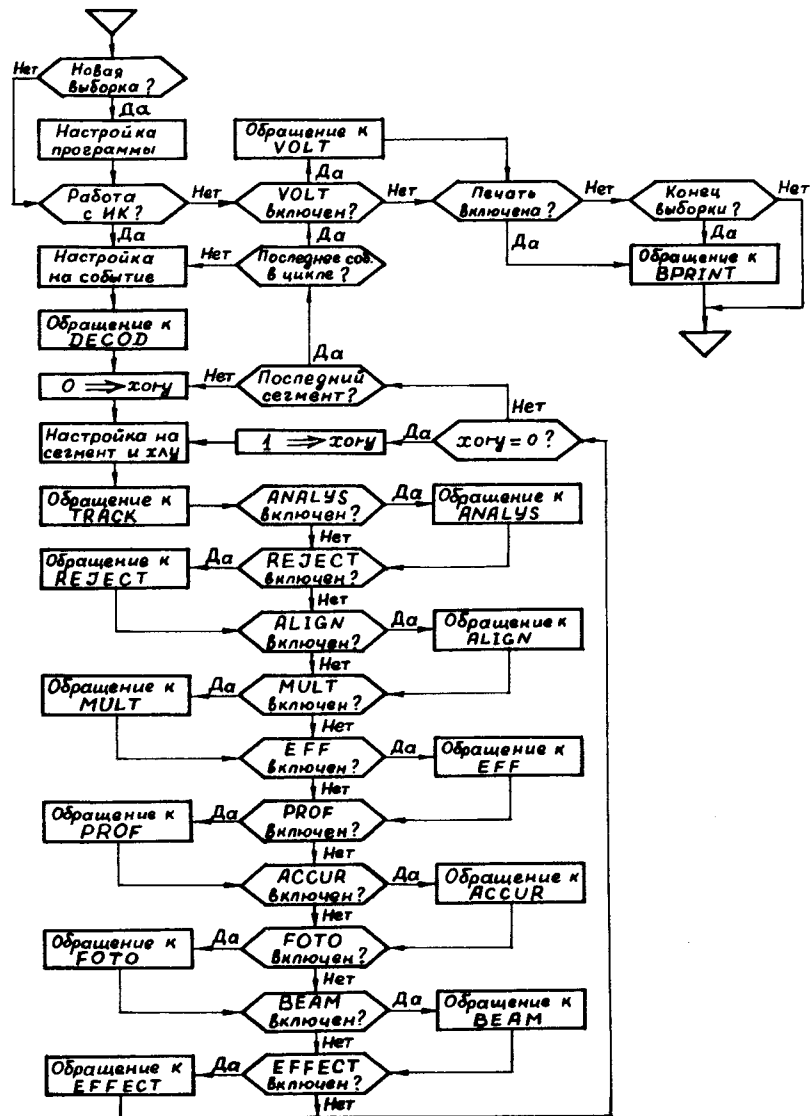 Нет
Новая
выборка?
Да
Настройка
программы
Обращение к
VOLT
Да
Работа
с ИК?
Нет
VOLT
включен?
Нет
Печать
включена?
Нет
Конец
выборки?
Нет
Да
Да
Да
Да
Настройка
на событие
Нет
Последнее соб.
в цикле?
Обращение к
BPRINT
Обращение к
DECOD
Да
0 ⇒ xory
Нет
Последний
сегмент?
Нет
Настройка на
сегмент и хлу
1 ⇒ xory
Да
xory = 0?
Обращение к
TRACK
ANALYS
включен?
Да
Обращение к
ANALYS
Нет
Обращение к
REJECT
Да
REJECT
включен?
Нет
ALIGN
включен?
Да
Обращение к
ALIGN
Нет
Обращение к
MULT
Да
MULT
включен?
Нет
EFF
включен?
Да
Обращение к
EFF
Нет
Обращение к
PROF
Да
PROF
включен?
Нет
ACCUR
включен?
Да
Обращение к
ACCUR
Нет
Обращение к
FOTO
Да
FOTO
включен?
Нет
BEAM
включен?
Да
Обращение к
BEAM
Нет
Обращение к
EFFECT
Да
EFFECT
включен?
Нет